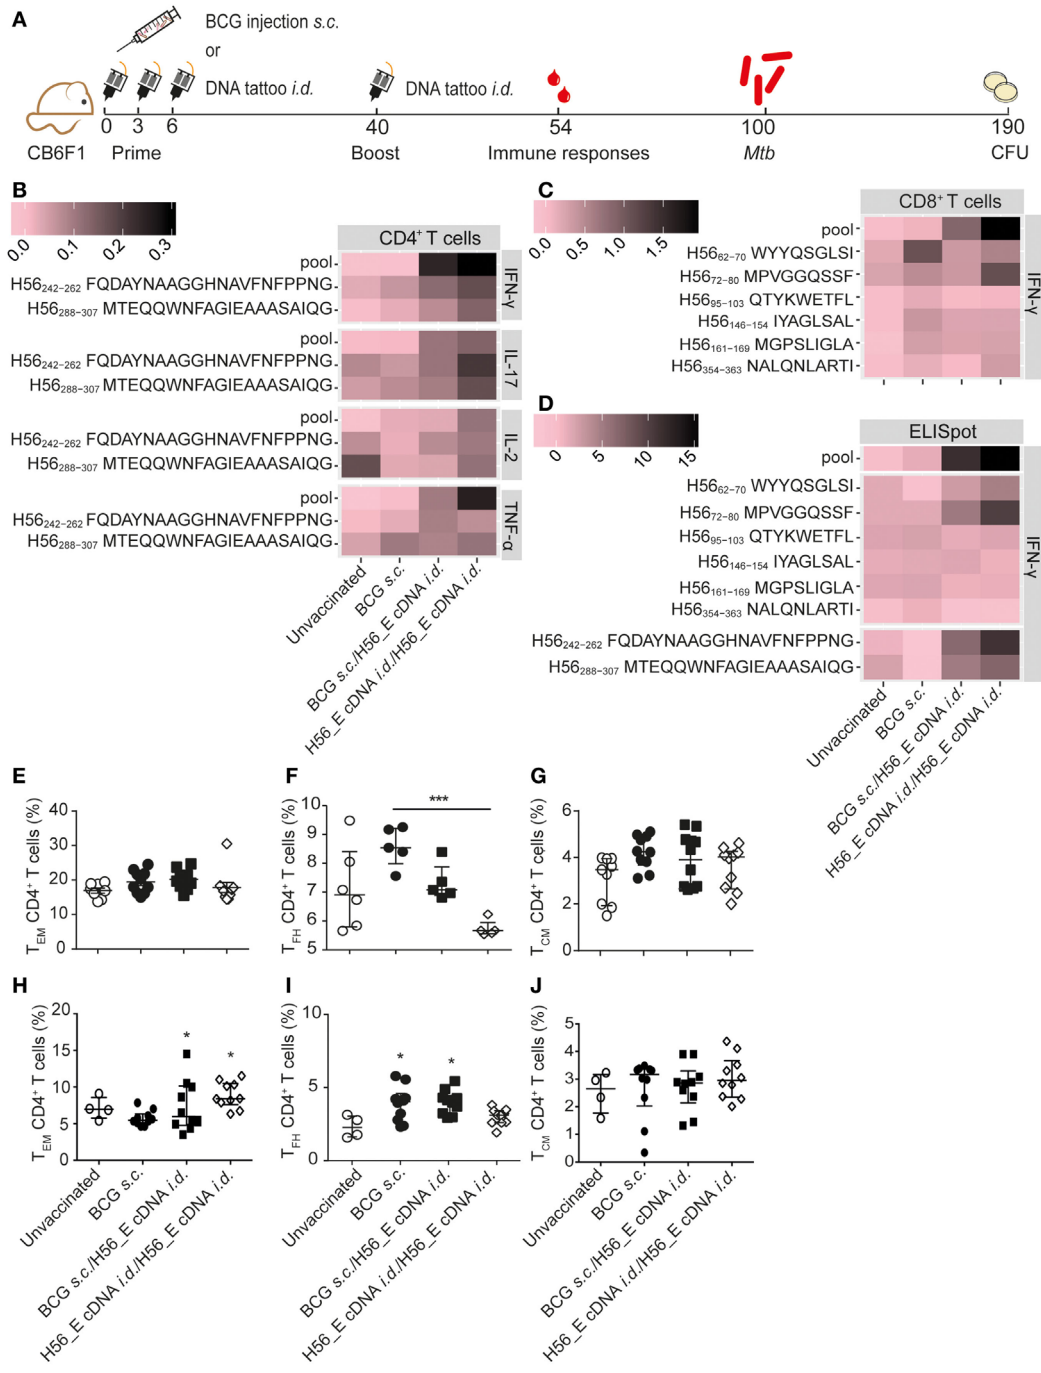 A
BCG injection s.c.
or
DNA tattoo i.d.
DNA tattoo i.d.
0 3 6 40 54 100 190
CB6F1 Prime Boost Immune responses Mtb CFU
B
0.0 0.1 0.2 0.3
CD4+ T cells
pool
H56242–262 FQDAYNAAGGHNAVFNFPPNG
H56288–307 MTEQQWNFAGIEAAASAIQG
IFN-γ
pool
H56242–262 FQDAYNAAGGHNAVFNFPPNG
H56288–307 MTEQQWNFAGIEAAASAIQG
IL-17
pool
H56242–262 FQDAYNAAGGHNAVFNFPPNG
H56288–307 MTEQQWNFAGIEAAASAIQG
IL-2
pool
H56242–262 FQDAYNAAGGHNAVFNFPPNG
H56288–307 MTEQQWNFAGIEAAASAIQG
TNF-α
Unvaccinated
BCG s.c.
BCG s.c./H56_E cDNA i.d.
H56_E cDNA i.d./H56_E cDNA i.d.
C
0.0 0.5 1.0 1.5
CD8+ T cells
pool
H5662–70 WYYQSGLSI
H5672–80 MPVGGQSSF
H5695–103 QTYKWETFL
H56146–154 IYAGLSAL
H56161–169 MGPSLIGLA
H56354–363 NALQNLARTI
IFN-γ
D
0 5 10 15
ELISpot
pool
H5662–70 WYYQSGLSI
H5672–80 MPVGGQSSF
H5695–103 QTYKWETFL
H56146–154 IYAGLSAL
H56161–169 MGPSLIGLA
H56354–363 NALQNLARTI
H56242–262 FQDAYNAAGGHNAVFNFPPNG
H56288–307 MTEQQWNFAGIEAAASAIQG
IFN-γ
Unvaccinated
BCG s.c.
BCG s.c./H56_E cDNA i.d.
H56_E cDNA i.d./H56_E cDNA i.d.
E
TEM CD4+ T cells (%)
40
30
20
10
0
F
TFH CD4+ T cells (%)
10
9
8
7
6
5
***
G
TCM CD4+ T cells (%)
6
4
2
0
H
TEM CD4+ T cells (%)
20
15
10
5
0
* *
Unvaccinated
BCG s.c.
BCG s.c./H56_E cDNA i.d.
H56_E cDNA i.d./H56_E cDNA i.d.
I
TFH CD4+ T cells (%)
10
5
0
* *
Unvaccinated
BCG s.c.
BCG s.c./H56_E cDNA i.d.
H56_E cDNA i.d./H56_E cDNA i.d.
J
TCM CD4+ T cells (%)
5
4
3
2
1
0
Unvaccinated
BCG s.c.
BCG s.c./H56_E cDNA i.d.
H56_E cDNA i.d./H56_E cDNA i.d.